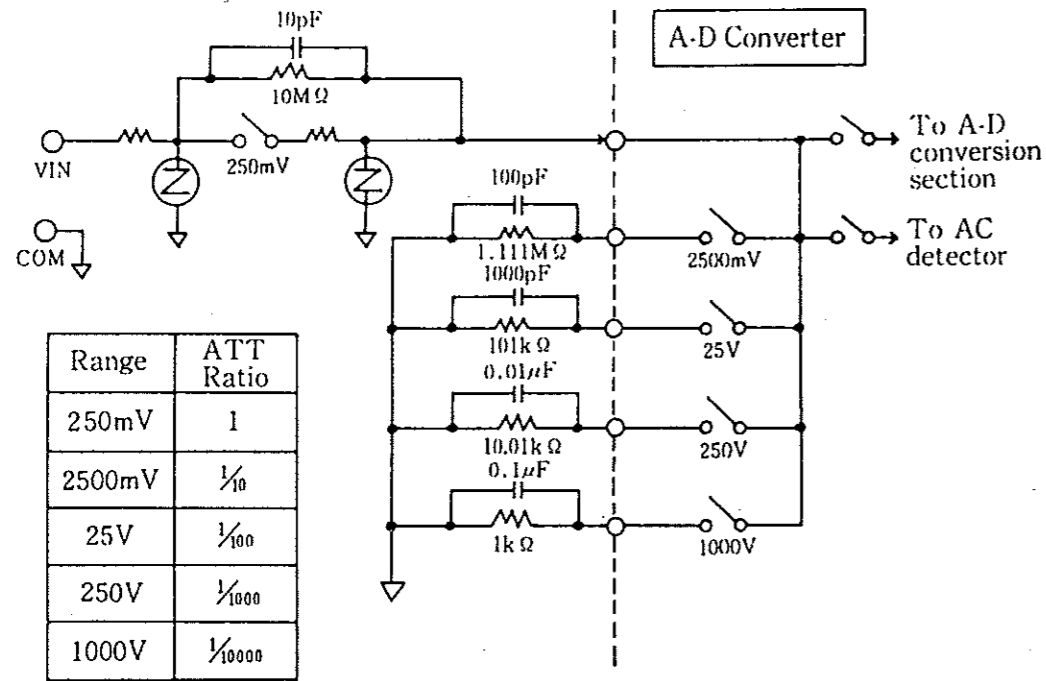 10pF
A-D Converter
10MΩ
VIN
250mV
To A-D
conversion
section
COM
100pF
1.111MΩ
2500mV
To AC
detector
1000pF
101kΩ
25V
0.01μF
10.01kΩ
250V
0.1μF
1kΩ
1000V
Range ATT Ratio
250mV 1
2500mV 1/10
25V 1/100
250V 1/1000
1000V 1/10000